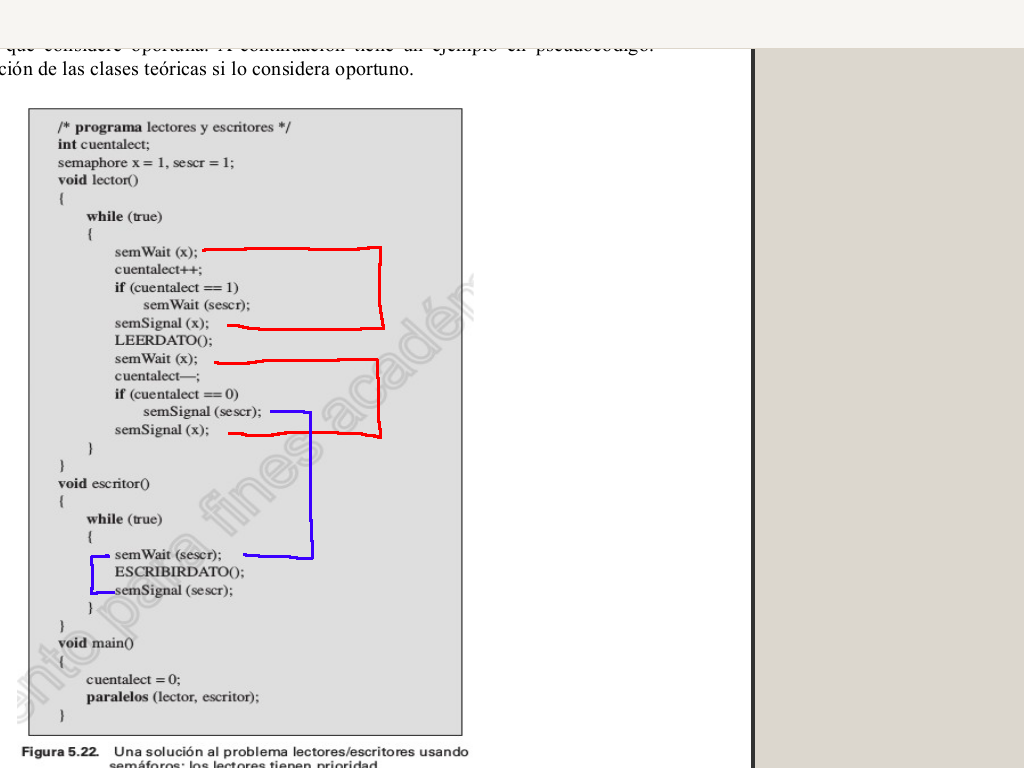 que considere oportuna. A continuación tiene un ejemplo en pseudocódigo.
ción de las clases teóricas si lo considera oportuno.
/* programa lectores y escritores */
int cuentalect;
semaphore x = 1, sescr = 1;
void lector()
{
while (true)
{
semWait (x);
cuentalect++;
if (cuentalect == 1)
semWait (sescr);
semSignal (x);
LEERDATO();
semWait (x);
cuentalect—;
if (cuentalect == 0)
semSignal (sescr);
semSignal (x);
}
}
void escritor()
{
while (true)
{
semWait (sescr);
ESCRIBIRDATO();
semSignal (sescr);
}
}
void main()
{
cuentalect = 0;
paralelos (lector, escritor);
}
ento para fines académ
Figura 5.22. Una solución al problema lectores/escritores usando
semáforos: los lectores tienen prioridad